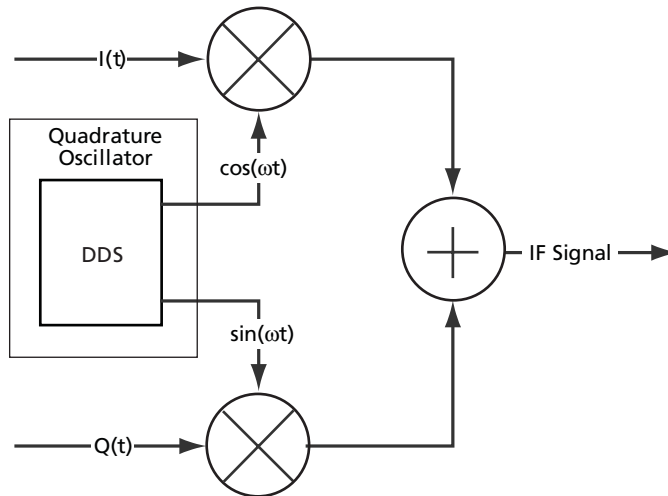 I(t)
Quadrature
Oscillator
cos(ωt)
DDS
IF Signal
sin(ωt)
Q(t)